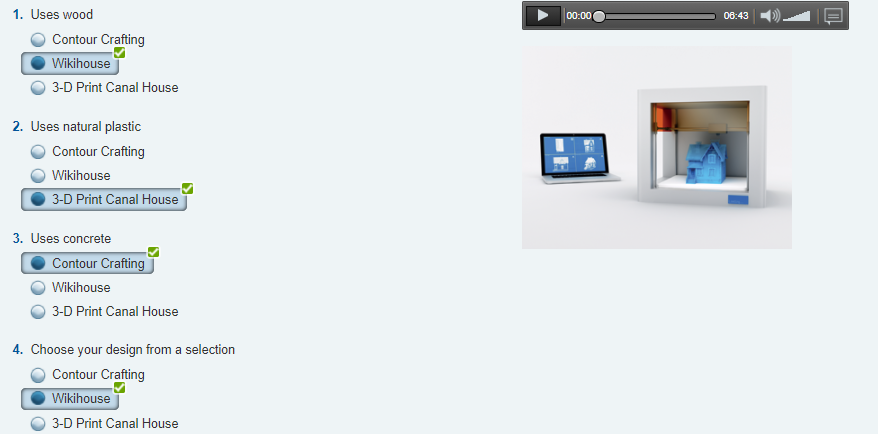 1. Uses wood
Contour Crafting
Wikihouse
3-D Print Canal House
2. Uses natural plastic
Contour Crafting
Wikihouse
3-D Print Canal House
3. Uses concrete
Contour Crafting
Wikihouse
3-D Print Canal House
4. Choose your design from a selection
Contour Crafting
Wikihouse
3-D Print Canal House
00:00 06:43